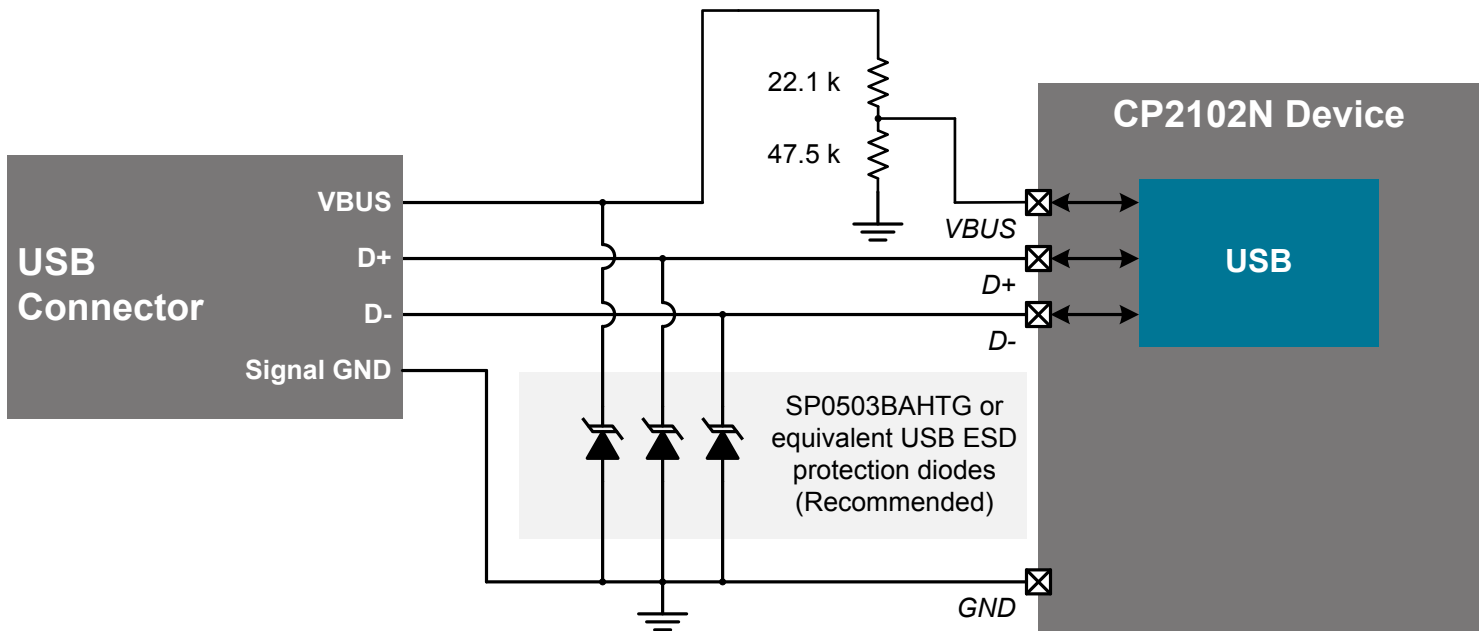 22.1 k
47.5 k
CP2102N Device
USB
Connector
VBUS
D+
D-
Signal GND
VBUS
D+
D-
USB
SP0503BAHTG or
equivalent USB ESD
protection diodes
(Recommended)
GND